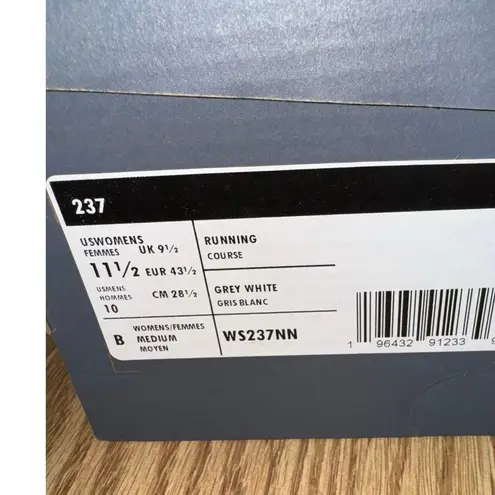 237
USWOMENS
FEMMES UK 9½
11½ EUR 43½
USMENS
HOMMES CM 28½
10
B WOMENS/FEMMES
MEDIUM
MOYEN
RUNNING
COURSE
GREY WHITE
GRIS BLANC
WS237NN
1 96432 91233